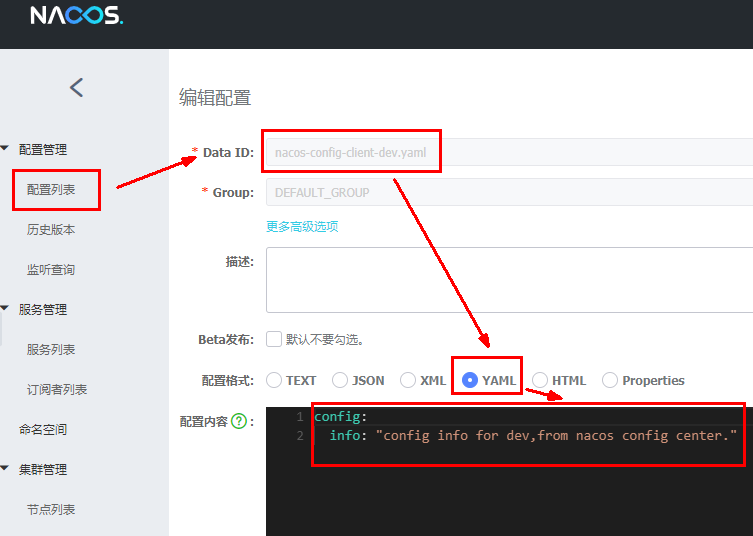 NACOS.
编辑配置
配置管理
* Data ID: nacos-config-client-dev.yaml
配置列表
* Group: DEFAULT_GROUP
历史版本
更多高级选项
描述:
监听查询
服务管理
Beta发布: 默认不要勾选。
服务列表
配置格式: TEXT JSON XML YAML HTML Properties
订阅者列表
配置内容 ? :
1 config:
2 info: "config info for dev,from nacos config center."
命名空间
集群管理
节点列表